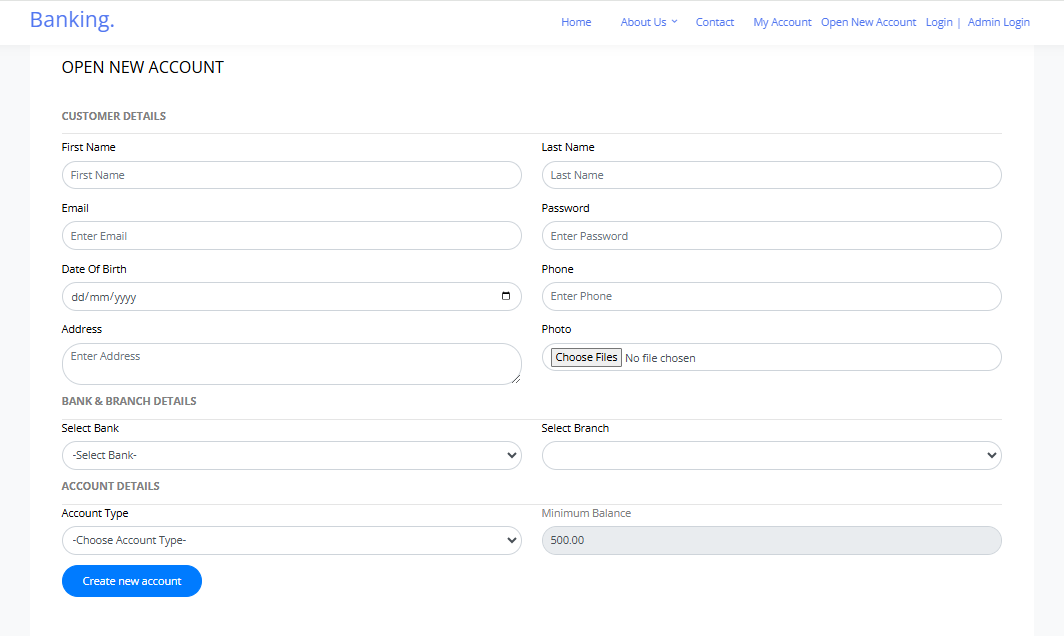 Banking.
Home About Us Contact My Account Open New Account Login | Admin Login
OPEN NEW ACCOUNT
CUSTOMER DETAILS
First Name Last Name
First Name Last Name
Email Password
Enter Email Enter Password
Date Of Birth Phone
dd/mm/yyyy Enter Phone
Address Photo
Enter Address Choose Files No file chosen
BANK & BRANCH DETAILS
Select Bank Select Branch
-Select Bank-
ACCOUNT DETAILS
Account Type Minimum Balance
-Choose Account Type- 500.00
Create new account